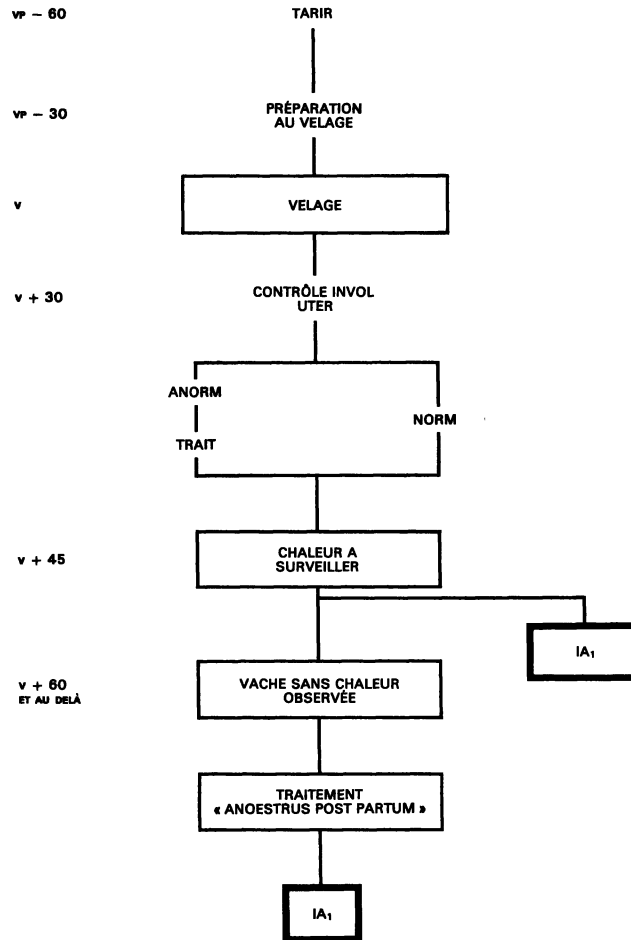 VP – 60
TARIR
VP – 30
PRÉPARATION
AU VELAGE
V
VELAGE
V + 30
CONTRÔLE INVOL
UTER
ANORM
NORM
TRAIT
V + 45
CHALEUR A
SURVEILLER
IA₁
V + 60
ET AU DELÀ
VACHE SANS CHALEUR
OBSERVÉE
TRAITEMENT
« ANOESTRUS POST PARTUM »
IA₁